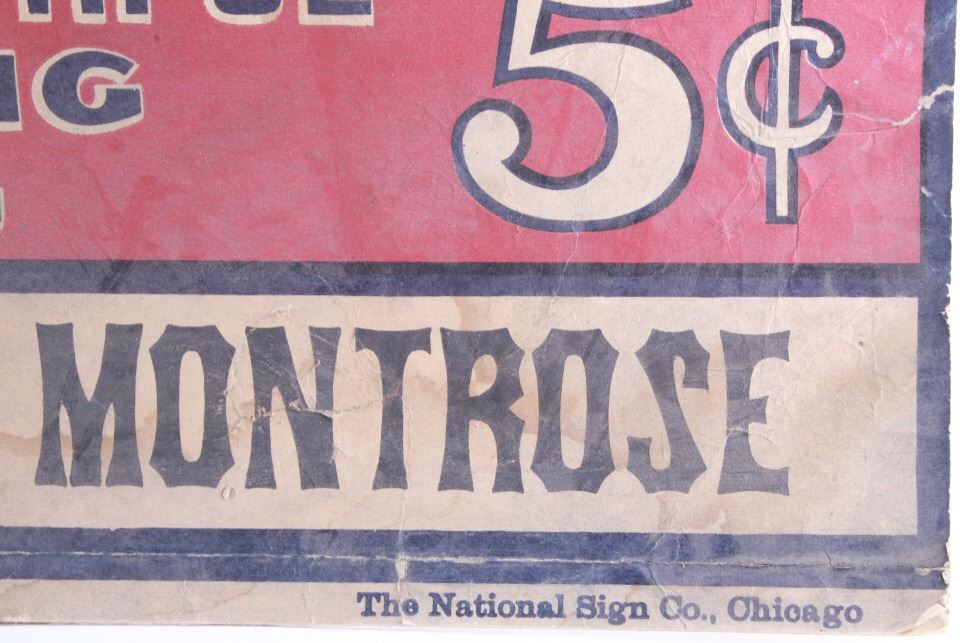 5¢
MONTROSE
The National Sign Co., Chicago